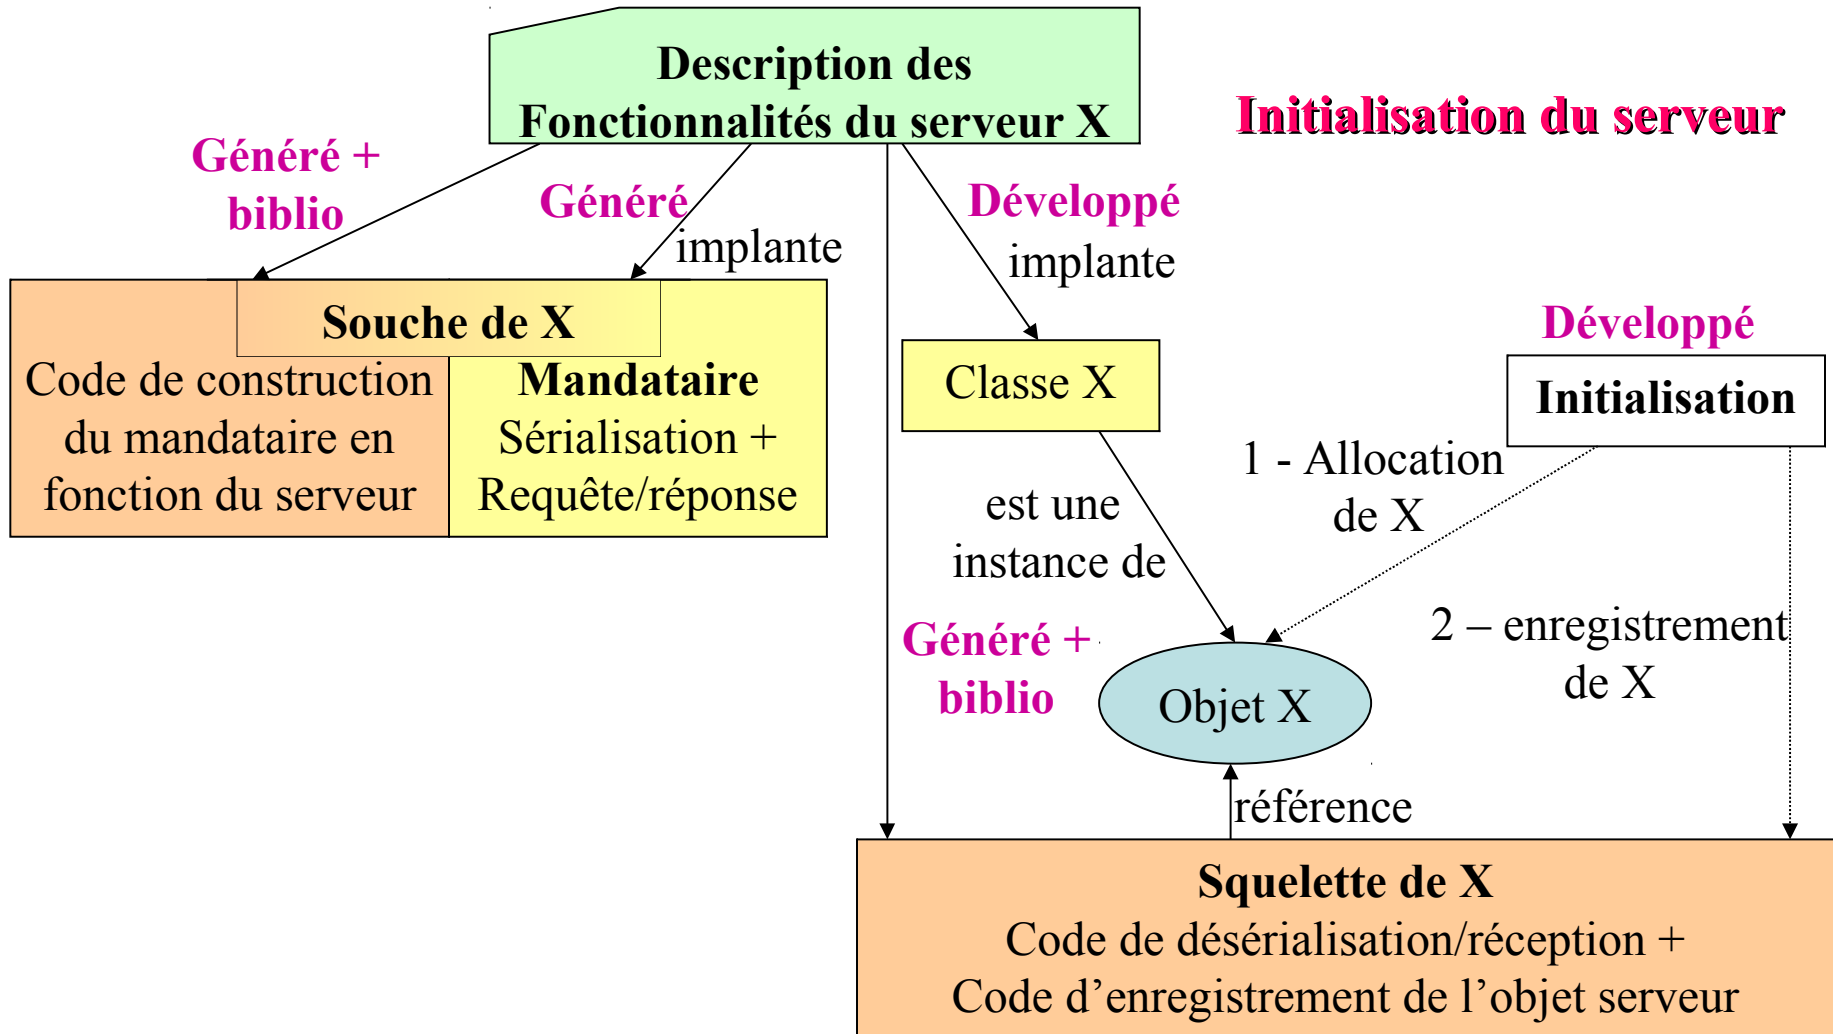 Description des
Fonctionnalités du serveur X
Initialisation du serveur
Généré +
biblio
Généré
implante
Développé
implante
Souche de X
Code de construction
du mandataire en
fonction du serveur
Mandataire
Sérialisation +
Requête/réponse
Classe X
Développé
Initialisation
1 - Allocation
de X
est une
instance de
2 – enregistrement
de X
Généré +
biblio
Objet X
référence
Squelette de X
Code de désérialisation/réception +
Code d’enregistrement de l’objet serveur